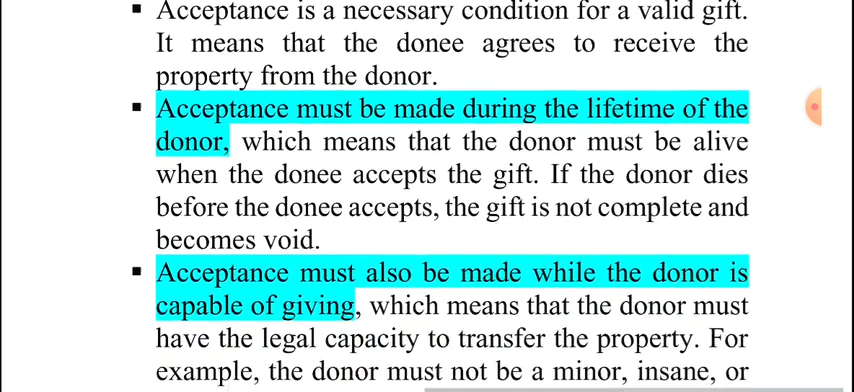 ▪ Acceptance is a necessary condition for a valid gift.
It means that the donee agrees to receive the
property from the donor.
▪ Acceptance must be made during the lifetime of the
donor, which means that the donor must be alive
when the donee accepts the gift. If the donor dies
before the donee accepts, the gift is not complete and
becomes void.
▪ Acceptance must also be made while the donor is
capable of giving, which means that the donor must
have the legal capacity to transfer the property. For
example, the donor must not be a minor, insane, or